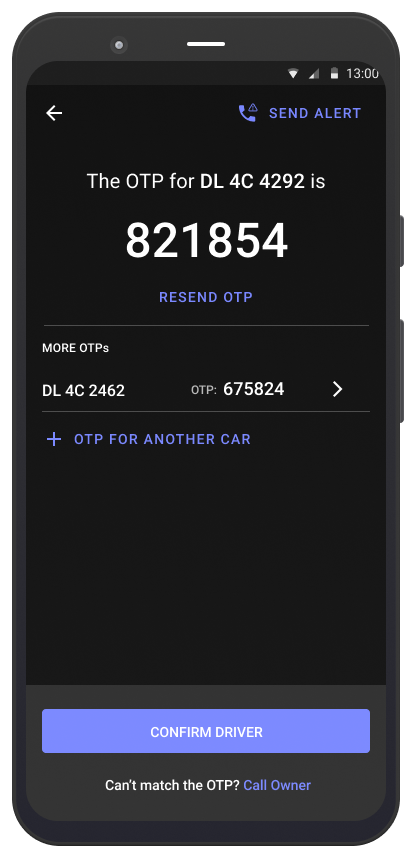 13:00
SEND ALERT
The OTP for DL 4C 4292 is
821854
RESEND OTP
MORE OTPs
DL 4C 2462 OTP: 675824
OTP FOR ANOTHER CAR
CONFIRM DRIVER
Can't match the OTP? Call Owner